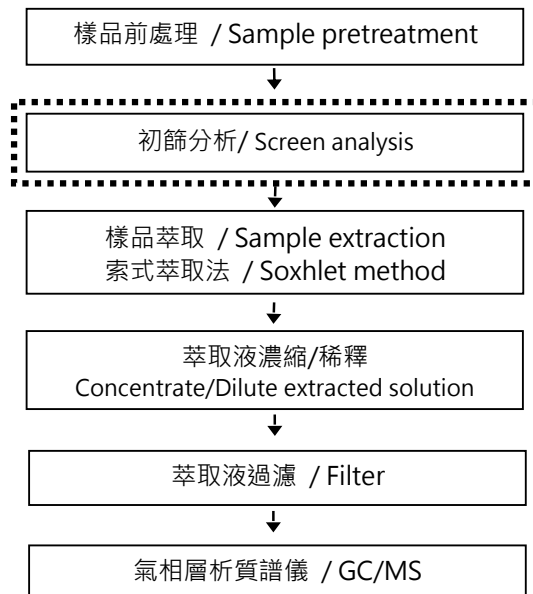 樣品前處理 / Sample pretreatment
初篩分析/ Screen analysis
樣品萃取 / Sample extraction
索式萃取法 / Soxhlet method
萃取液濃縮/稀釋
Concentrate/Dilute extracted solution
萃取液過濾 / Filter
氣相層析質譜儀 / GC/MS